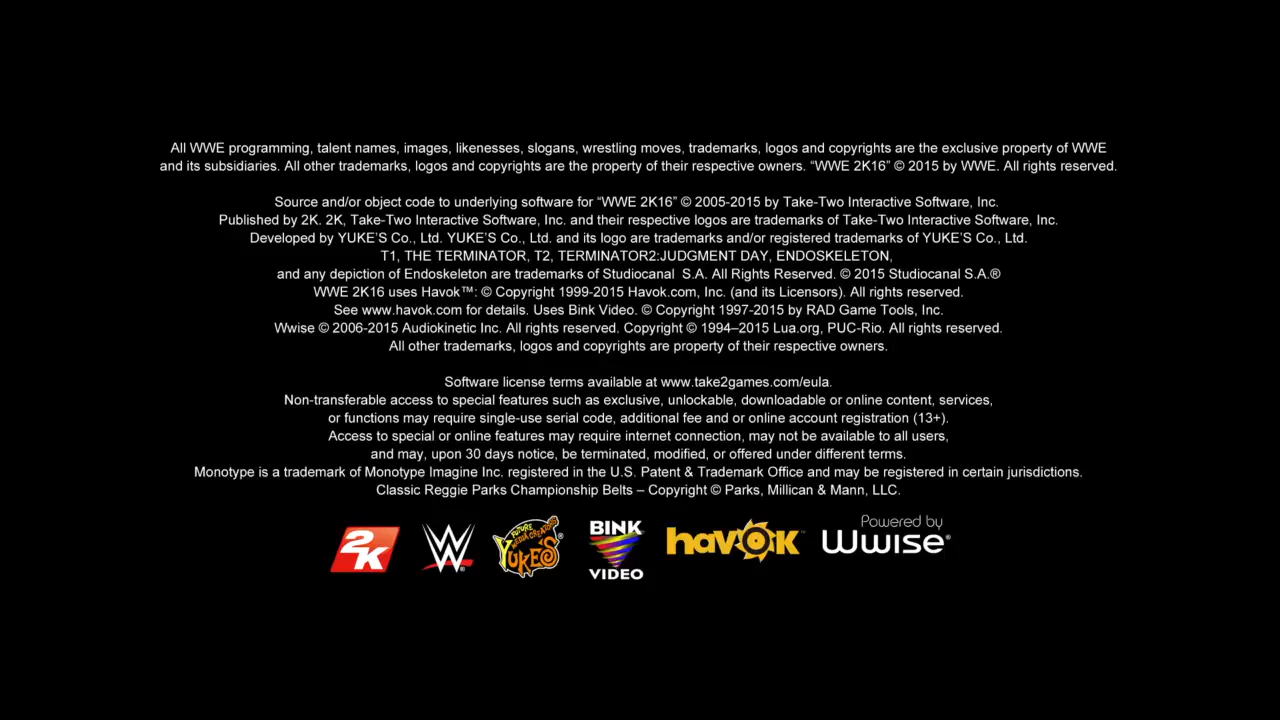 All WWE programming, talent names, images, likenesses, slogans, wrestling moves, trademarks, logos and copyrights are the exclusive property of WWE
and its subsidiaries. All other trademarks, logos and copyrights are the property of their respective owners. “WWE 2K16” © 2015 by WWE. All rights reserved.
Source and/or object code to underlying software for “WWE 2K16” © 2005-2015 by Take-Two Interactive Software, Inc.
Published by 2K. 2K, Take-Two Interactive Software, Inc. and their respective logos are trademarks of Take-Two Interactive Software, Inc.
Developed by YUKE'S Co., Ltd. YUKE'S Co., Ltd. and its logo are trademarks and/or registered trademarks of YUKE'S Co., Ltd.
T1, THE TERMINATOR, T2, TERMINATOR2:JUDGMENT DAY, ENDOSKELETON,
and any depiction of Endoskeleton are trademarks of Studiocanal S.A. All Rights Reserved. © 2015 Studiocanal S.A.®
WWE 2K16 uses Havok™: © Copyright 1999-2015 Havok.com, Inc. (and its Licensors). All rights reserved.
See www.havok.com for details. Uses Bink Video. © Copyright 1997-2015 by RAD Game Tools, Inc.
Wwise © 2006-2015 Audiokinetic Inc. All rights reserved. Copyright © 1994–2015 Lua.org, PUC-Rio. All rights reserved.
All other trademarks, logos and copyrights are property of their respective owners.
Software license terms available at www.take2games.com/eula.
Non-transferable access to special features such as exclusive, unlockable, downloadable or online content, services,
or functions may require single-use serial code, additional fee and or online account registration (13+).
Access to special or online features may require internet connection, may not be available to all users,
and may, upon 30 days notice, be terminated, modified, or offered under different terms.
Monotype is a trademark of Monotype Imagine Inc. registered in the U.S. Patent & Trademark Office and may be registered in certain jurisdictions.
Classic Reggie Parks Championship Belts – Copyright © Parks, Millican & Mann, LLC.
2K
W
FUTURE
MEDIA CREATORS
YUKE'S®
BINK
VIDEO
havok™
Powered by
Wwise®